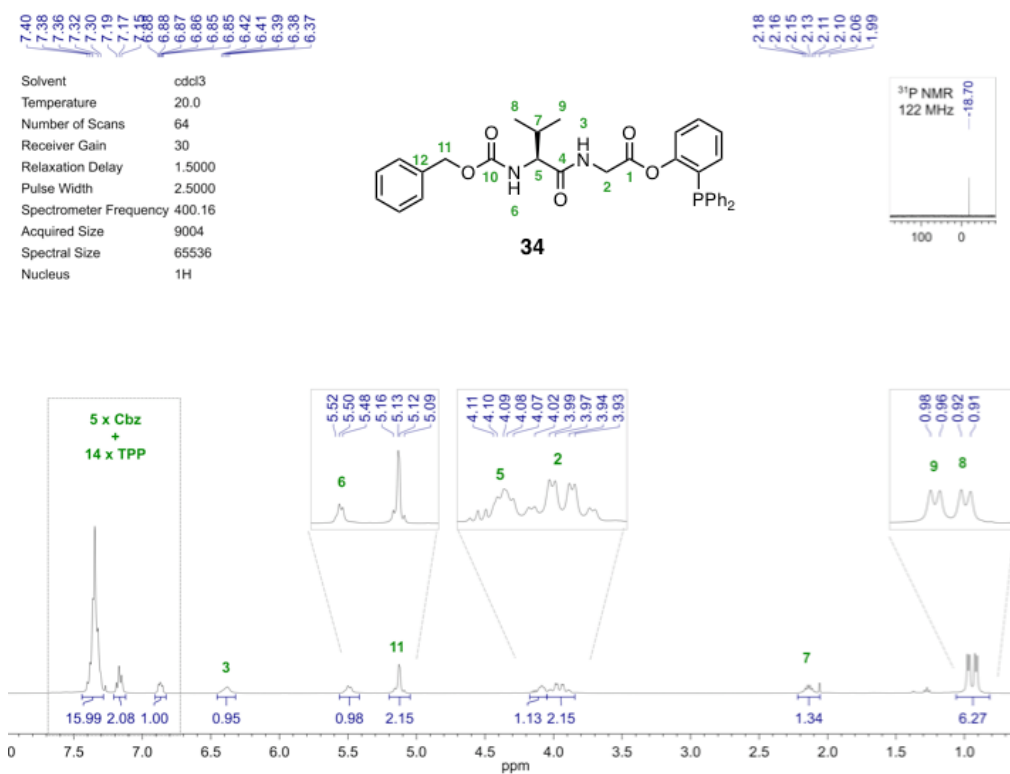 7.40 7.38 7.36 7.32 7.30 7.19 7.17 7.15 6.88 6.88 6.87 6.86 6.85 6.85 6.42 6.41 6.39 6.38 6.37
2.18 2.16 2.15 2.13 2.11 2.10 2.06 1.99
Solvent cdcl3
Temperature 20.0
Number of Scans 64
Receiver Gain 30
Relaxation Delay 1.5000
Pulse Width 2.5000
Spectrometer Frequency 400.16
Acquired Size 9004
Spectral Size 65536
Nucleus 1H
8 9
7 3
O H O
11 N
12 O 10 N 5 4 2 1 O
H O PPh2
6
34
31P NMR
122 MHz
-18.70
100 0
5 x Cbz
+
14 x TPP
5.52 5.50 5.48 5.16 5.13 5.12 5.09
6
4.11 4.10 4.09 4.08 4.07 4.02 3.99 3.97 3.94 3.93
5 2
0.98 0.96 0.92 0.91
9 8
3 11 7
15.99 2.08 1.00 0.95 0.98 2.15 1.13 2.15 1.34 6.27
0 7.5 7.0 6.5 6.0 5.5 5.0 4.5 4.0 3.5 3.0 2.5 2.0 1.5 1.0
ppm